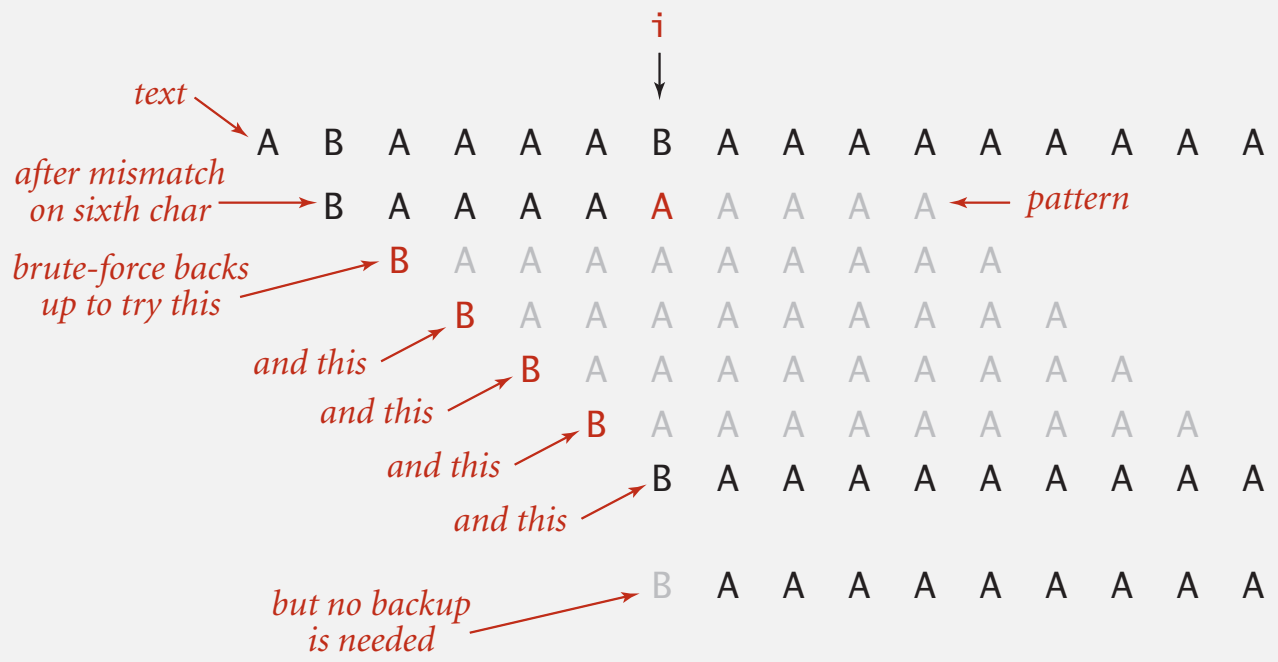 i
text
A B A A A A B A A A A A A A A A
after mismatch
on sixth char
B A A A A A A A A A
pattern
brute-force backs
up to try this
B A A A A A A A A A
and this
B A A A A A A A A A
and this
B A A A A A A A A A
and this
B A A A A A A A A A
and this
B A A A A A A A A A
but no backup
is needed
B A A A A A A A A A